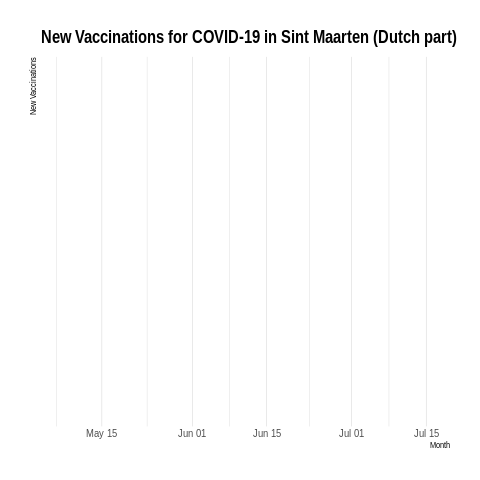 New Vaccinations for COVID-19 in Sint Maarten (Dutch part)
New Vaccinations
May 15 Jun 01 Jun 15 Jul 01 Jul 15
Month